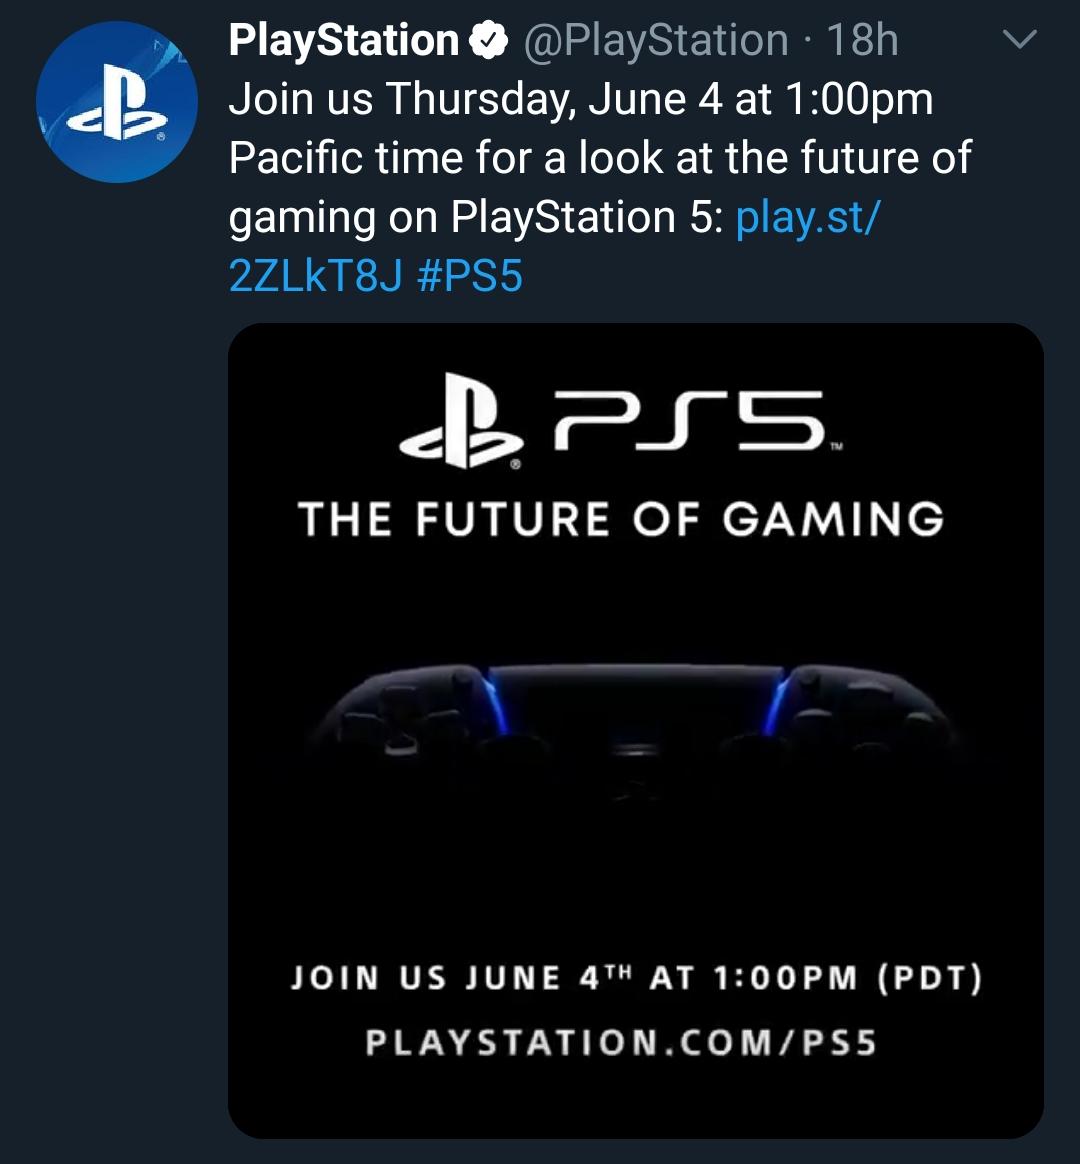 PlayStation @PlayStation · 18h
Join us Thursday, June 4 at 1:00pm
Pacific time for a look at the future of
gaming on PlayStation 5: play.st/
2ZLkT8J #PS5
PS5™
THE FUTURE OF GAMING
JOIN US JUNE 4TH AT 1:00PM (PDT)
PLAYSTATION.COM/PS5